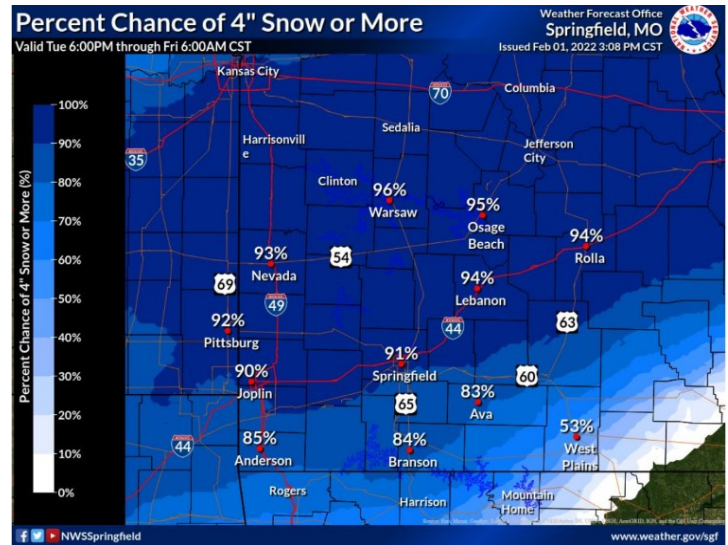 Percent Chance of 4" Snow or More
Valid Tue 6:00PM through Fri 6:00AM CST
Weather Forecast Office
Springfield, MO
Issued Feb 01, 2022 3:08 PM CST
Percent Chance of 4" Snow or More (%)
100%
90%
80%
70%
60%
50%
40%
30%
20%
10%
0%
Kansas City
70
Columbia
35
Harrisonvill
e
Sedalia
Jefferson
City
Clinton
96%
Warsaw
95%
Osage
Beach
94%
Rolla
93%
Nevada
54
69
49
94%
Lebanon
92%
Pittsburg
44
63
90%
Joplin
91%
Springfield
60
65
83%
Ava
44
85%
Anderson
84%
Branson
53%
West
Plains
Rogers
Harrison
Mountain
Home
NWSSpringfield
www.weather.gov/sgf